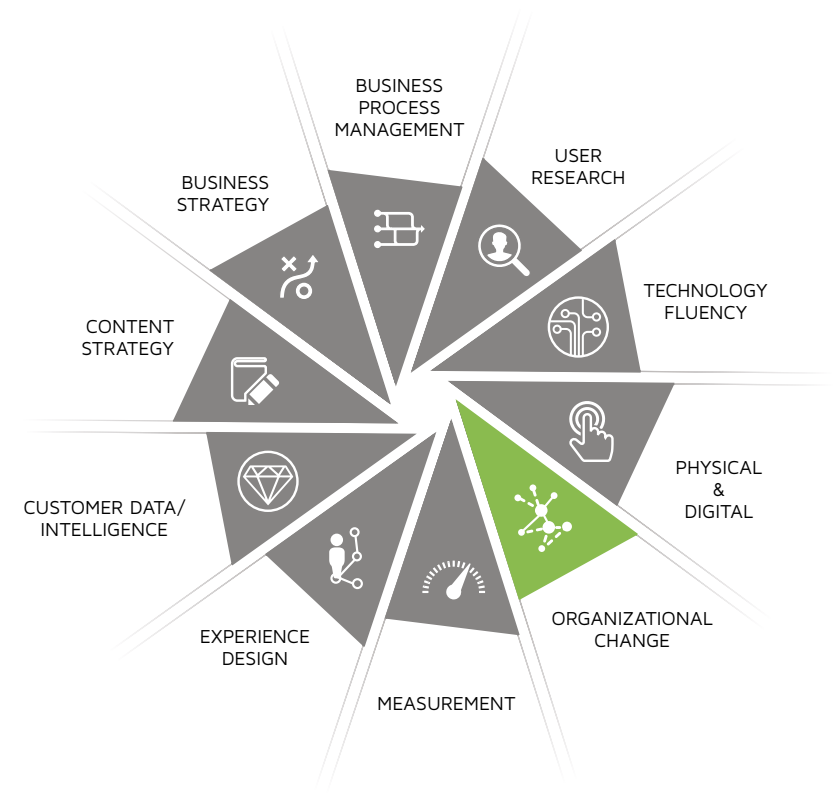 BUSINESS
PROCESS
MANAGEMENT
USER
RESEARCH
TECHNOLOGY
FLUENCY
PHYSICAL
&
DIGITAL
ORGANIZATIONAL
CHANGE
MEASUREMENT
EXPERIENCE
DESIGN
CUSTOMER DATA/
INTELLIGENCE
CONTENT
STRATEGY
BUSINESS
STRATEGY